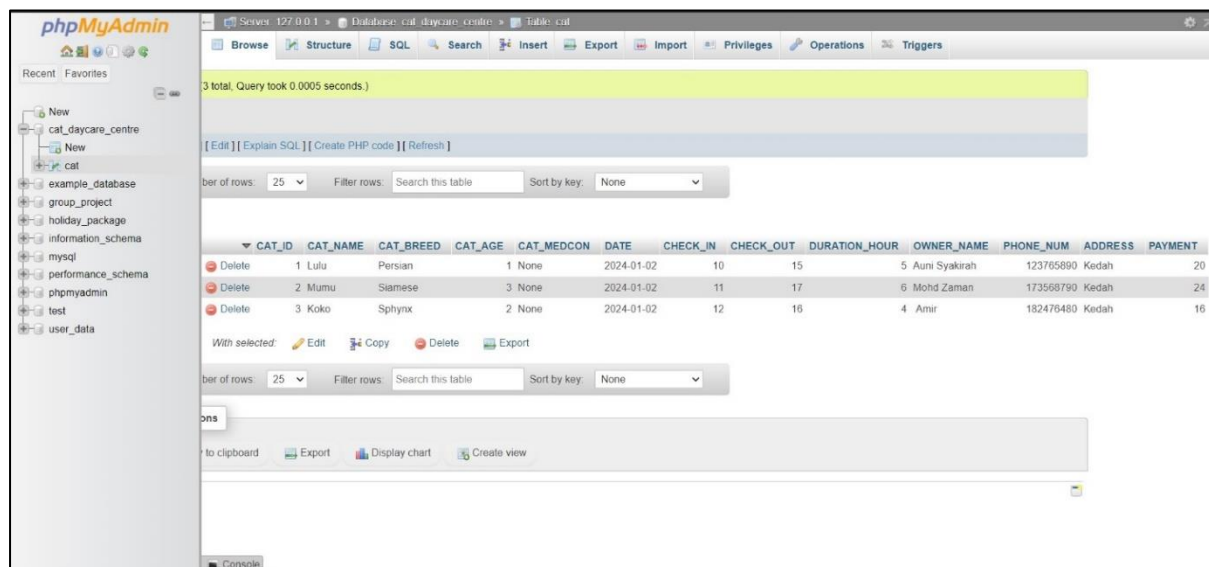 phpMyAdmin
Recent Favorites
New
cat_daycare_centre
New
cat
example_database
group_project
holiday_package
information_schema
mysql
performance_schema
phpmyadmin
test
user_data
Server: 127.0.0.1 » Database: cat_daycare_centre » Table: cat
Browse Structure SQL Search Insert Export Import Privileges Operations Triggers
(3 total, Query took 0.0005 seconds.)
[ Edit ] [ Explain SQL ] [ Create PHP code ] [ Refresh ]
ber of rows: 25 Filter rows: Search this table Sort by key: None
CAT_ID CAT_NAME CAT_BREED CAT_AGE CAT_MEDCON DATE CHECK_IN CHECK_OUT DURATION_HOUR OWNER_NAME PHONE_NUM ADDRESS PAYMENT
Delete 1 Lulu Persian 1 None 2024-01-02 10 15 5 Auni Syakirah 123765890 Kedah 20
Delete 2 Mumu Siamese 3 None 2024-01-02 11 17 6 Mohd Zaman 173568790 Kedah 24
Delete 3 Koko Sphynx 2 None 2024-01-02 12 16 4 Amir 182476480 Kedah 16
With selected: Edit Copy Delete Export
ber of rows: 25 Filter rows: Search this table Sort by key: None
ons
to clipboard Export Display chart Create view
Console